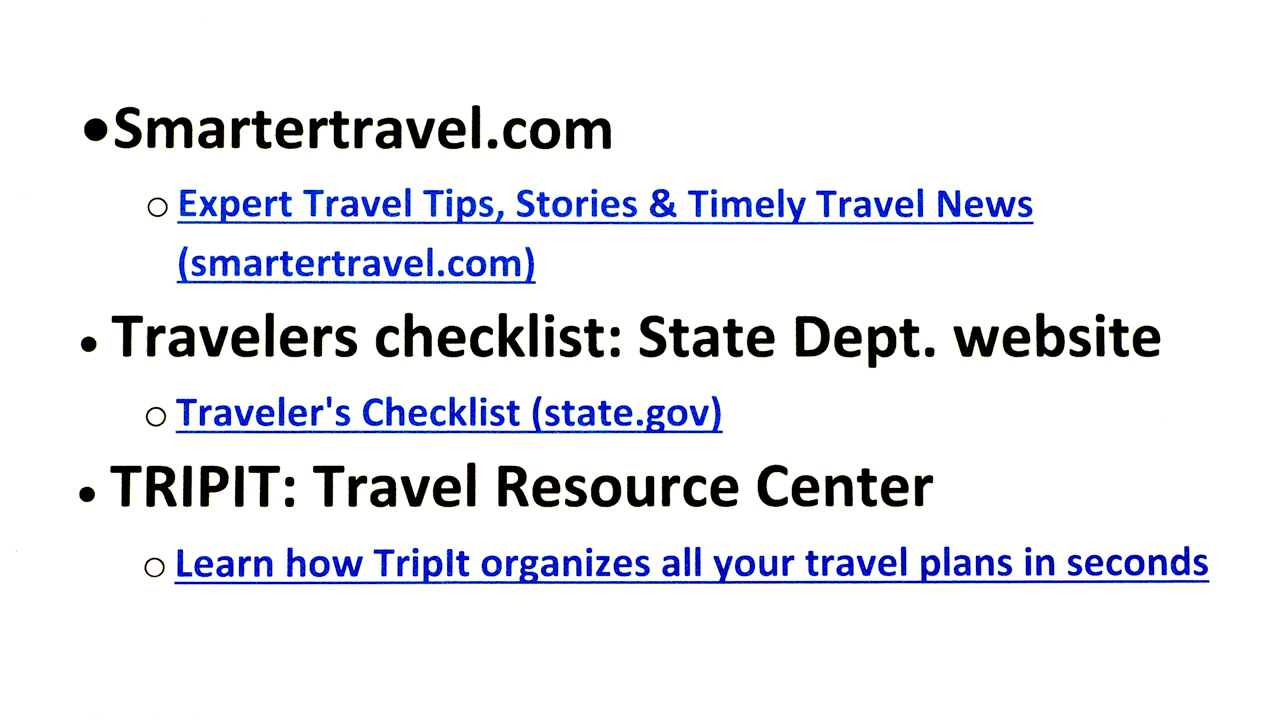 •Smartertravel.com
○ Expert Travel Tips, Stories & Timely Travel News
(smartertravel.com)
• Travelers checklist: State Dept. website
○ Traveler's Checklist (state.gov)
• TRIPIT: Travel Resource Center
○ Learn how TripIt organizes all your travel plans in seconds